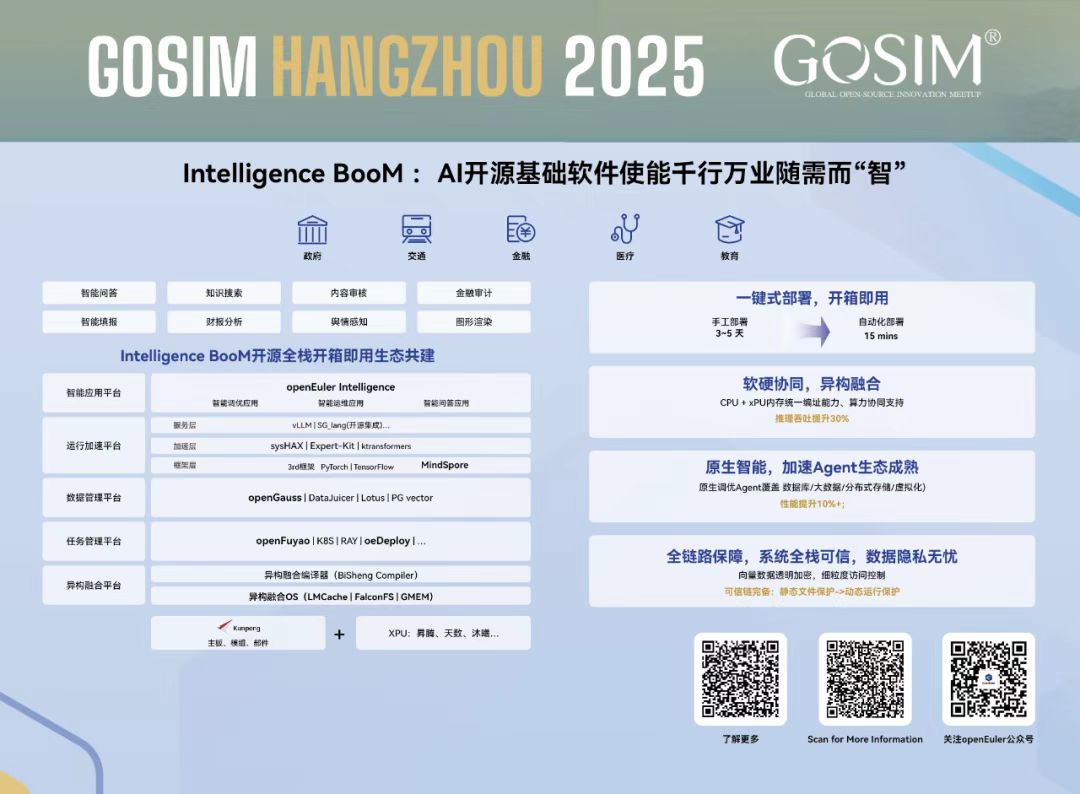 GOSIM HANGZHOU 2025
GOSIM®
GLOBAL OPEN-SOURCE INNOVATION MEETUP
Intelligence BooM： AI开源基础软件使能千行万业随需而“智”
政府
交通
金融
医疗
教育
智能问答
知识搜索
内容审核
金融审计
智能填报
财报分析
舆情感知
图形渲染
Intelligence BooM开源全栈开箱即用生态共建
智能应用平台
openEuler Intelligence
智能调优应用
智能运维应用
智能问答应用
运行加速平台
服务层
vLLM | SG_lang(开源集成)...
加速层
sysHAX | Expert-Kit | ktransformers
框架层
3rd框架 PyTorch | TensorFlow MindSpore
数据管理平台
openGauss | DataJuicer | Lotus | PG vector
任务管理平台
openFuyao | K8S | RAY | oeDeploy | ...
异构融合平台
异构融合编译器（BiSheng Compiler）
异构融合OS（LMCache | FalconFS | GMEM）
Kunpeng
主板、模组、部件
+
XPU：昇腾、天数、沐曦...
一键式部署，开箱即用
手工部署
3~5 天
自动化部署
15 mins
软硬协同，异构融合
CPU + xPU内存统一编址能力、算力协同支持
推理吞吐提升30%
原生智能，加速Agent生态成熟
原生调优Agent覆盖 数据库/大数据/分布式存储/虚拟化）
性能提升10%+;
全链路保障，系统全栈可信，数据隐私无忧
向量数据透明加密，细粒度访问控制
可信链完备：静态文件保护->动态运行保护
了解更多
Scan for More Information
关注openEuler公众号